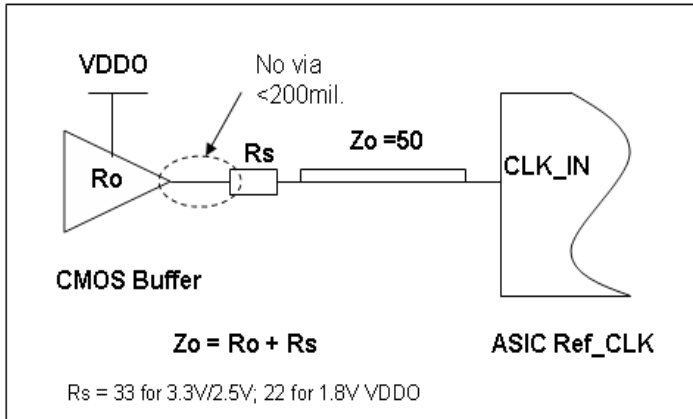 VDDO
No via
<200mil.
Rs
Zo =50
Ro
CLK_IN
CMOS Buffer
Zo = Ro + Rs
ASIC Ref_CLK
Rs = 33 for 3.3V/2.5V; 22 for 1.8V VDDO